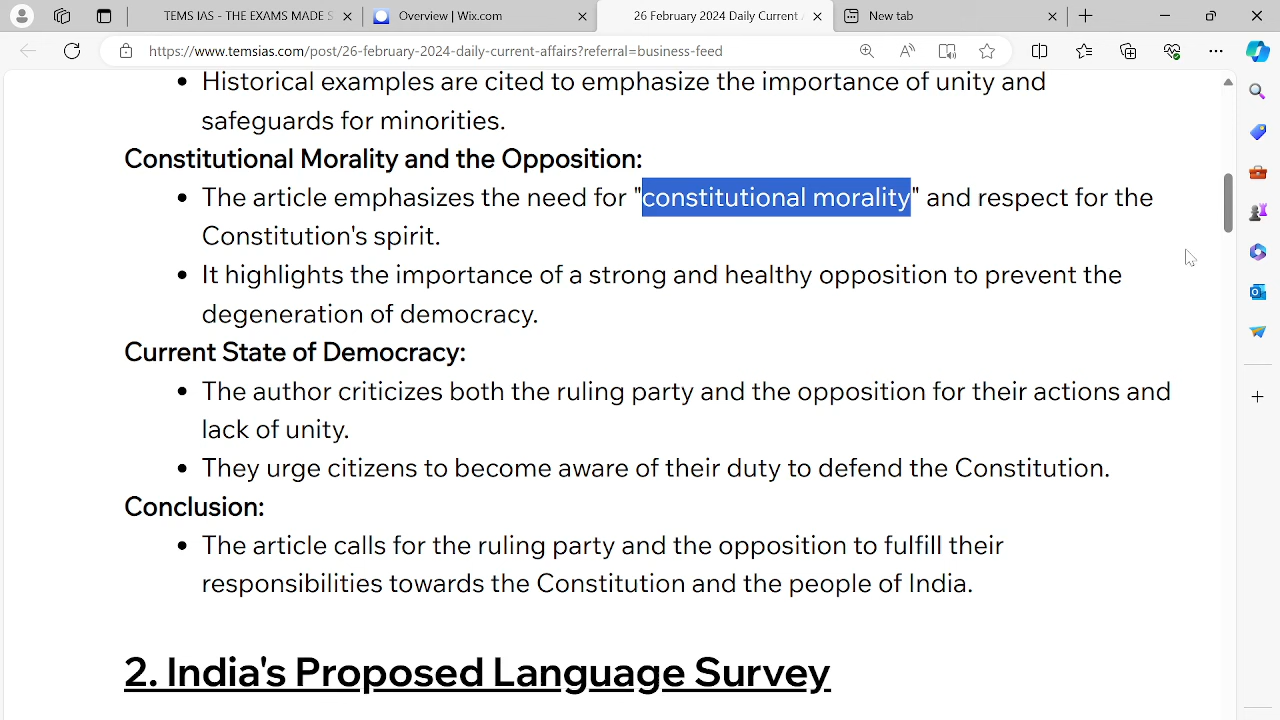 TEMS IAS - THE EXAMS MADE S
Overview | Wix.com
26 February 2024 Daily Current A
New tab
https://www.temsias.com/post/26-february-2024-daily-current-affairs?referral=business-feed
• Historical examples are cited to emphasize the importance of unity and
safeguards for minorities.
Constitutional Morality and the Opposition:
• The article emphasizes the need for "constitutional morality" and respect for the
Constitution's spirit.
• It highlights the importance of a strong and healthy opposition to prevent the
degeneration of democracy.
Current State of Democracy:
• The author criticizes both the ruling party and the opposition for their actions and
lack of unity.
• They urge citizens to become aware of their duty to defend the Constitution.
Conclusion:
• The article calls for the ruling party and the opposition to fulfill their
responsibilities towards the Constitution and the people of India.
2. India's Proposed Language Survey